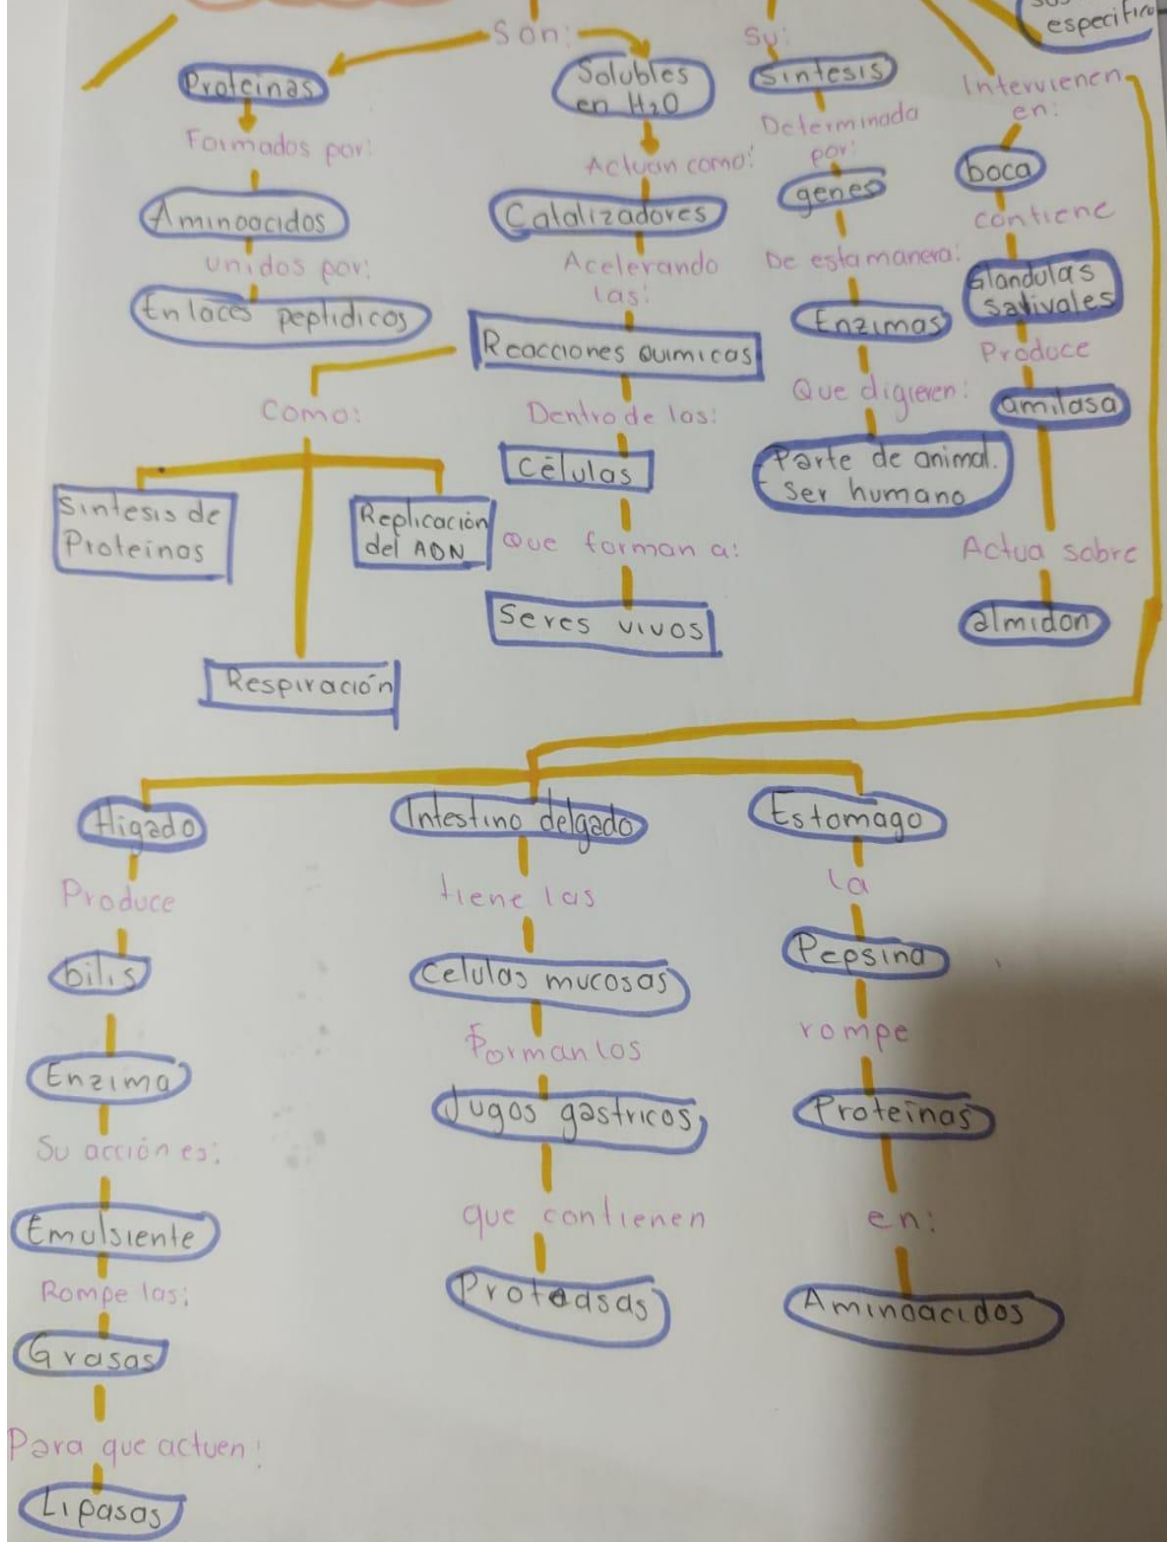 especifico
Son:
Su:
Proteinas
Solubles
en H2O
Sintesis
Intervienen
en:
Formados por:
Actuan como:
Determinada
por:
boca
Aminoacidos
Catalizadores
genes
contiene
unidos por:
Acelerando
las:
De esta manera:
Glandulas
salivales
Enlaces peptidicos
Reacciones Quimicas
Enzimas
Produce
Como:
Dentro de las:
Que digieren:
amilasa
Células
Parte de animal.
ser humano
Sintesis de
Proteinas
Replicación
del ADN
Que forman a:
Actua sobre
Seres vivos
almidon
Respiración
Higado
Intestino delgado
Estomago
Produce
tiene las
la
bilis
Celulas mucosas
Pepsina
Enzima
Forman los
rompe
Su acción es:
Jugos gastricos
Proteinas
Emulsiente
que contienen
en:
Rompe las:
Proteasas
Aminoacidos
Grasas
Para que actuen:
Lipasas